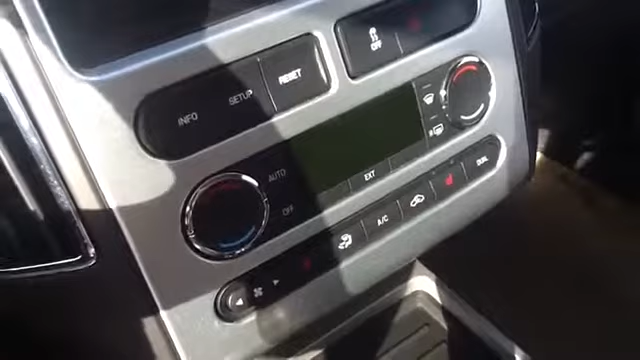 INFO SETUP RESET
OFF
AUTO
OFF
EXT
A/C
DUAL